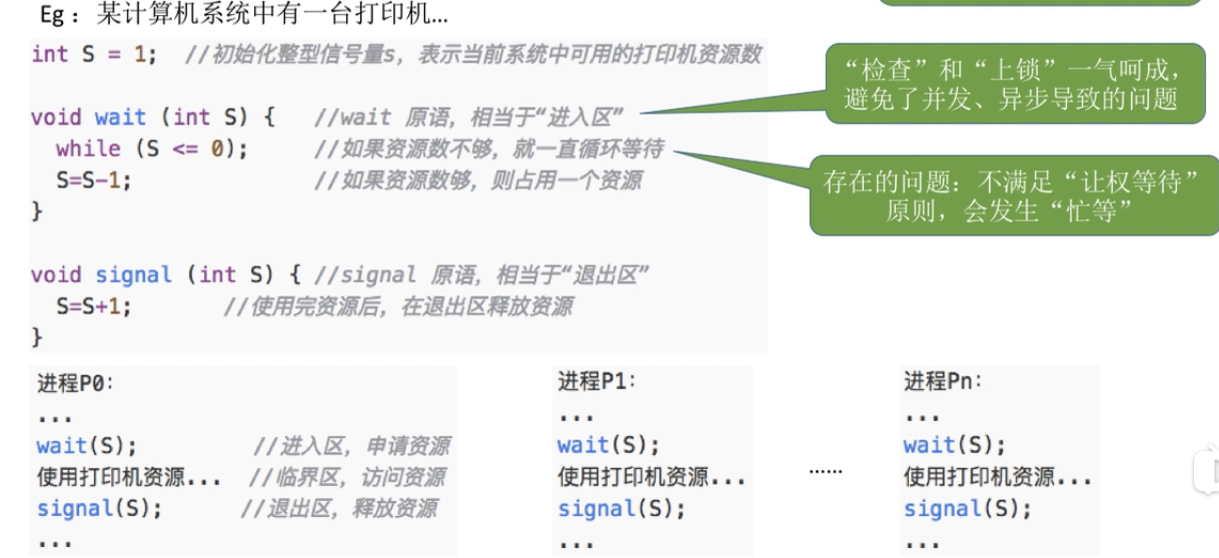 Eg：某计算机系统中有一台打印机...
int S = 1;  //初始化整型信号量s，表示当前系统中可用的打印机资源数
void wait (int S) {  //wait 原语，相当于“进入区”
while (S <= 0);  //如果资源数不够，就一直循环等待
S=S-1;  //如果资源数够，则占用一个资源
}
void signal (int S) { //signal 原语，相当于“退出区”
S=S+1;  //使用完资源后，在退出区释放资源
}
“检查”和“上锁”一气呵成，
避免了并发、异步导致的问题
存在的问题：不满足“让权等待”
原则，会发生“忙等”
进程P0：
...
wait(S);  //进入区，申请资源
使用打印机资源...  //临界区，访问资源
signal(S);  //退出区，释放资源
...
进程P1：
...
wait(S);
使用打印机资源...
signal(S);
...
......
进程Pn：
...
wait(S);
使用打印机资源...
signal(S);
...